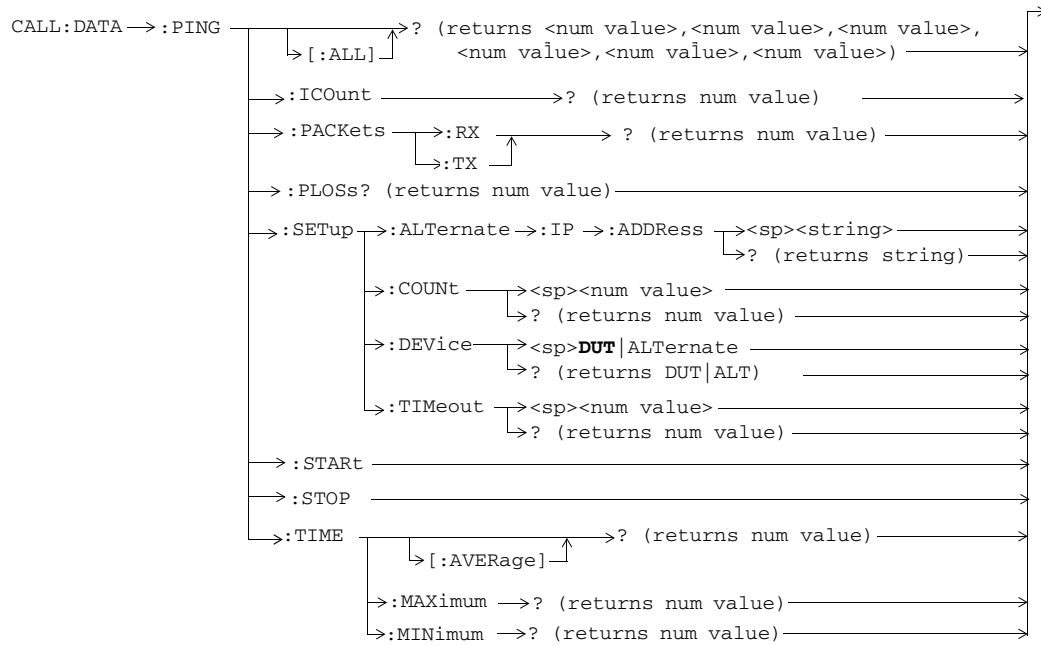 CALL:DATA :PING ? (returns <num value>,<num value>,<num value>,
[:ALL] <num value>,<num value>,<num value>)
:ICOunt ? (returns num value)
:PACKets :RX ? (returns num value)
:TX
:PLOSs? (returns num value)
:SETup :ALTernate :IP :ADDRess <sp><string>
? (returns string)
:COUNt <sp><num value>
? (returns num value)
:DEVice <sp>DUT|ALTernate
? (returns DUT|ALT)
:TIMeout <sp><num value>
? (returns num value)
:STARt
:STOP
:TIME ? (returns num value)
[:AVERage]
:MAXimum ? (returns num value)
:MINimum ? (returns num value)